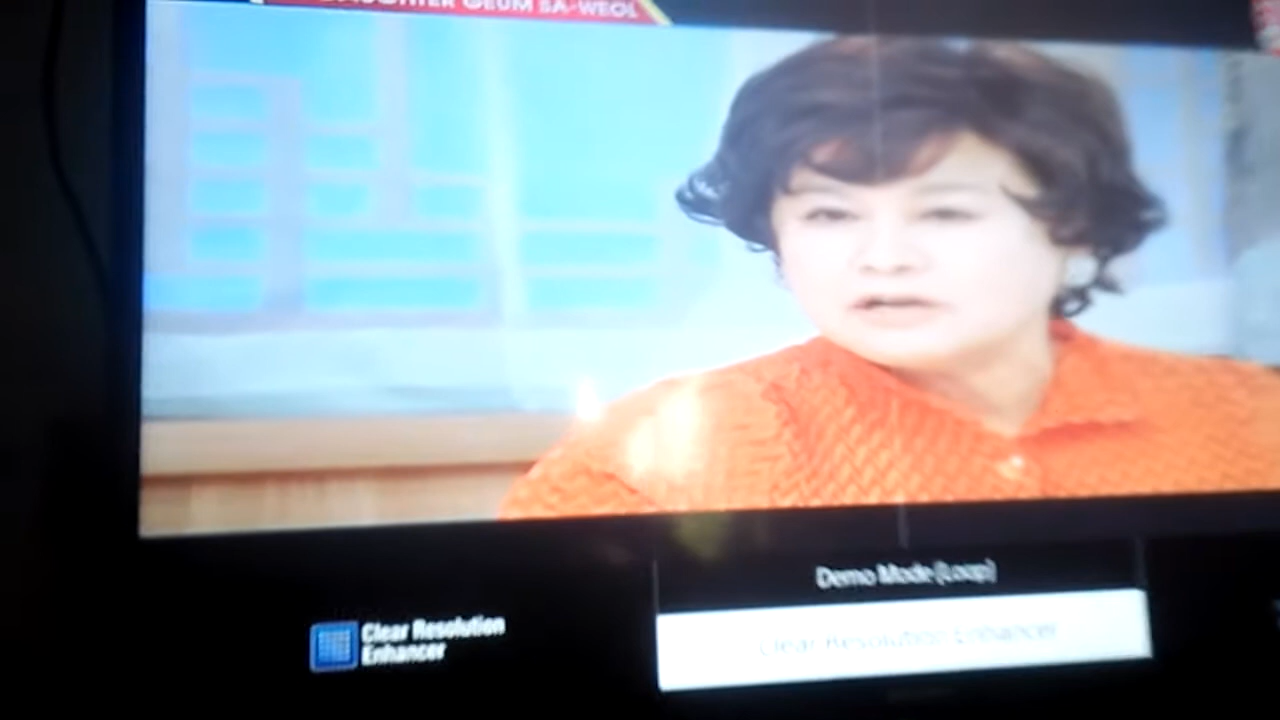 DAUGHTER GEUM SA-WEOL
Demo Mode (Loop)
Clear Resolution
Enhancer
Clear Resolution Enhancer